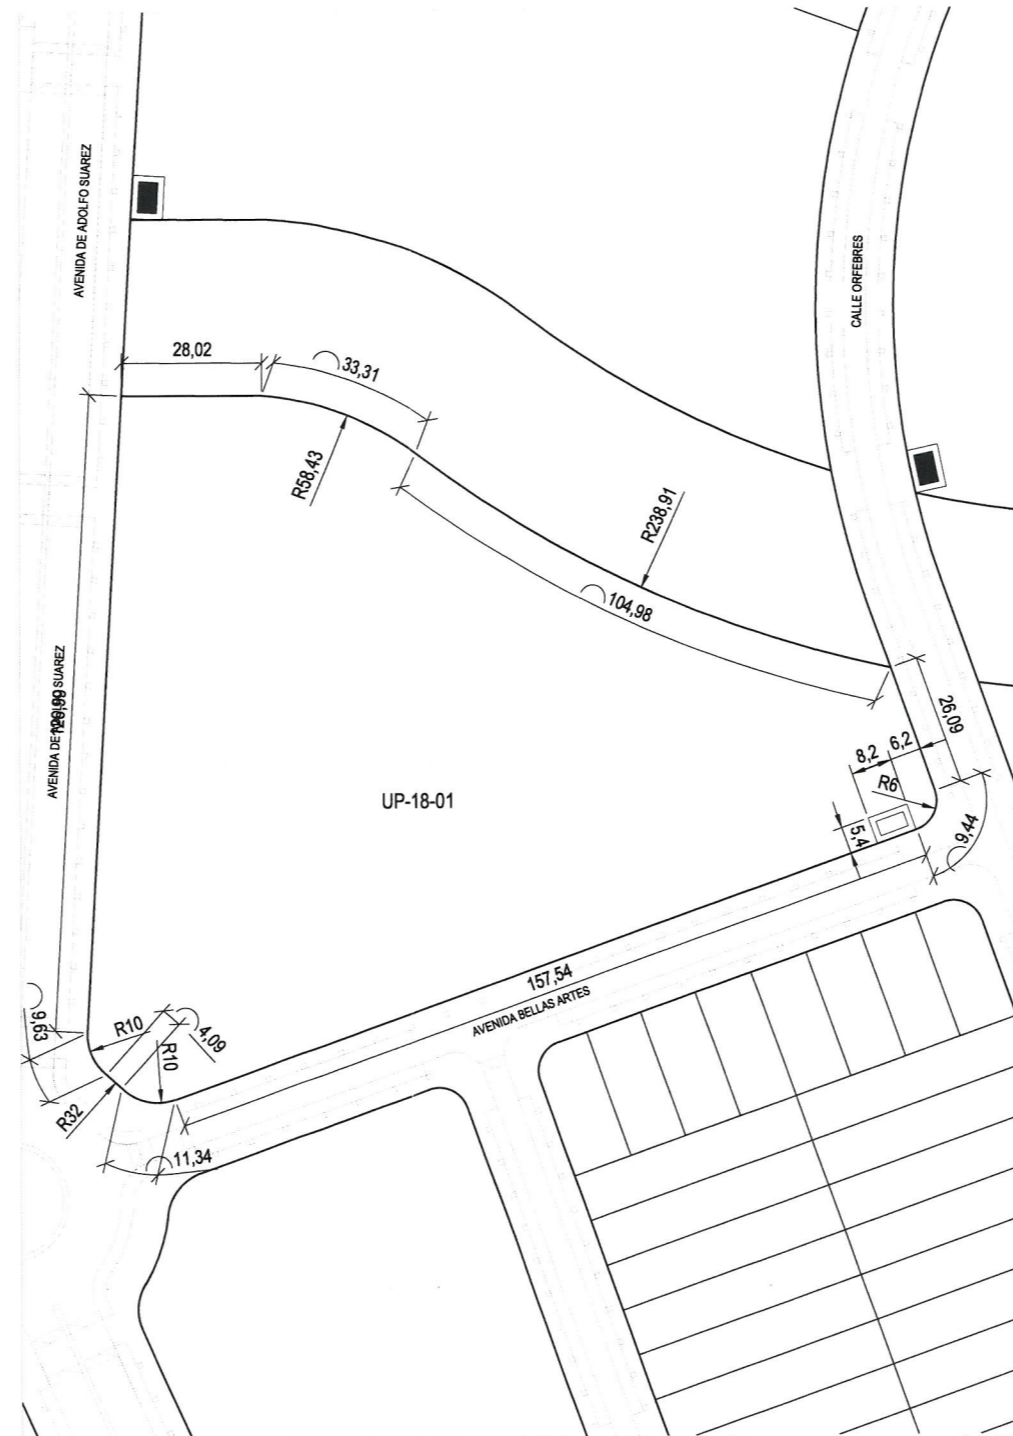 AVENIDA DE ADOLFO SUAREZ
CALLE ORFEBRES
28,02
33,31
R58,43
R238,91
104,98
AVENIDA DE ADOLFO SUAREZ
26,09
6,2
8,2
R6
UP-18-01
5,4
9,44
157,54
AVENIDA BELLAS ARTES
9,63
R10
4,09
R10
R32
11,34